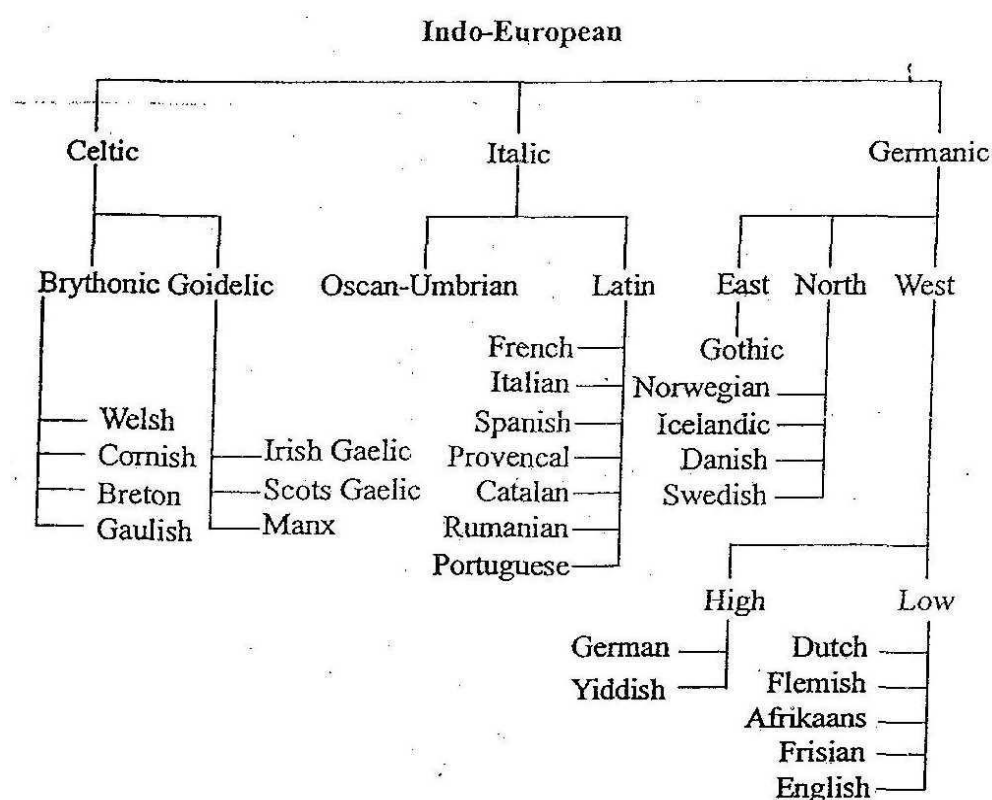 Indo-European
Celtic Italic Germanic
Brythonic Goidelic Oscan-Umbrian Latin East North West
French Gothic
Italian Norwegian
Welsh Spanish Icelandic
Cornish Irish Gaelic Provencal Danish
Breton Scots Gaelic Catalan Swedish
Gaulish Manx Rumanian
Portuguese
High Low
German Dutch
Yiddish Flemish
Afrikaans
Frisian
English